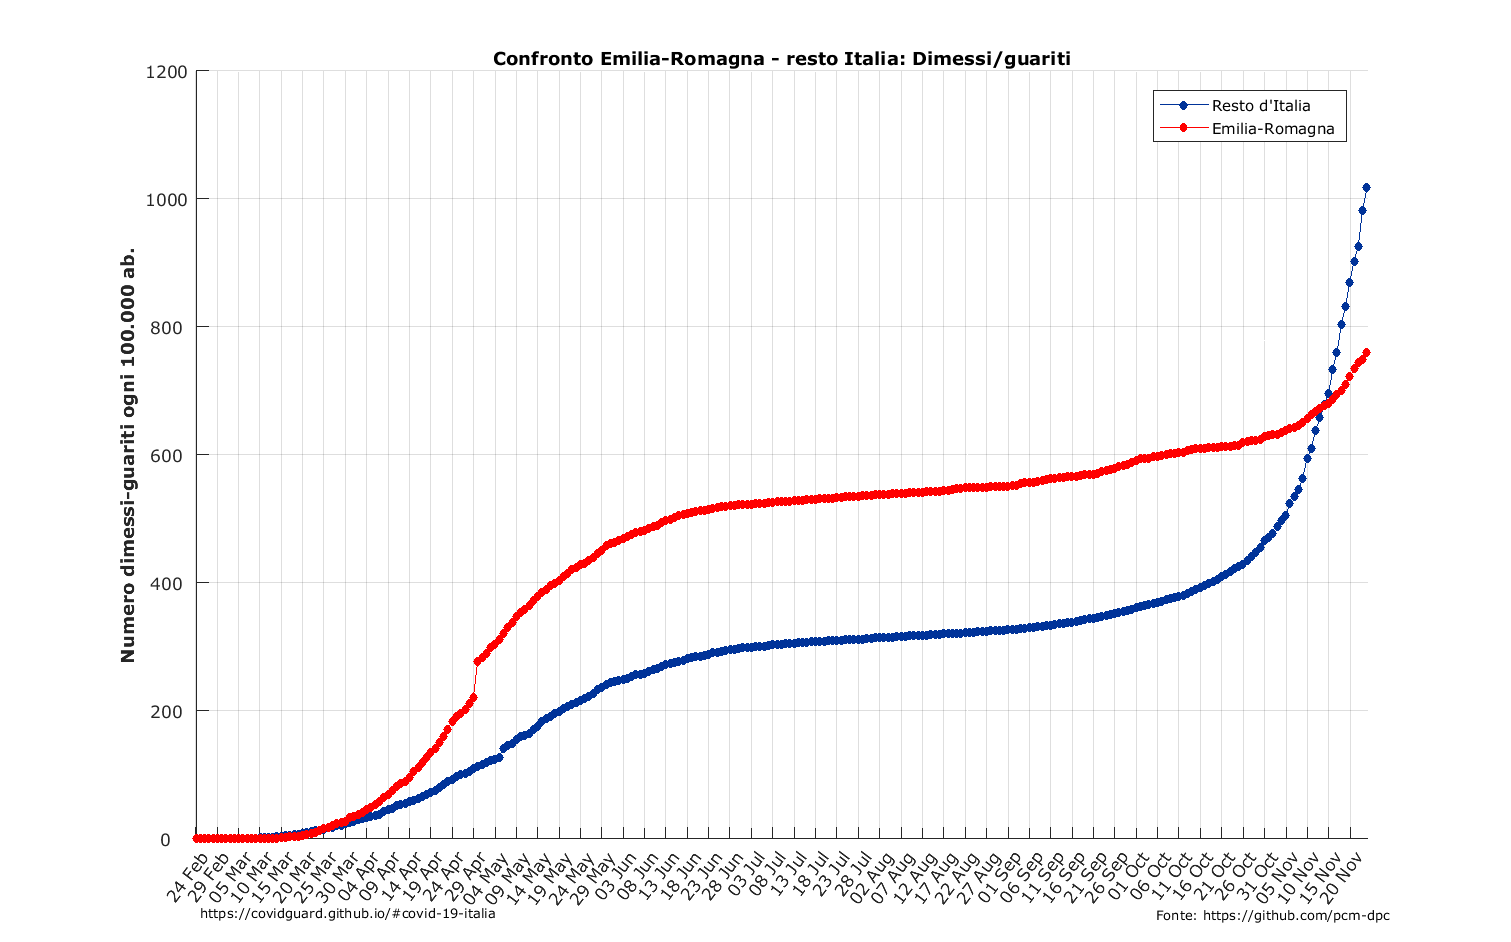 Confronto Emilia-Romagna - resto Italia: Dimessi/guariti
Resto d'Italia
Emilia-Romagna
Numero dimessi-guariti ogni 100.000 ab.
1200
1000
800
600
400
200
0
24 Feb
29 Feb
05 Mar
10 Mar
15 Mar
20 Mar
25 Mar
30 Mar
04 Apr
09 Apr
14 Apr
19 Apr
24 Apr
29 Apr
04 May
09 May
14 May
19 May
24 May
29 May
03 Jun
08 Jun
13 Jun
18 Jun
23 Jun
28 Jun
03 Jul
08 Jul
13 Jul
18 Jul
23 Jul
28 Jul
02 Aug
07 Aug
12 Aug
17 Aug
22 Aug
27 Aug
01 Sep
06 Sep
11 Sep
16 Sep
21 Sep
26 Sep
01 Oct
06 Oct
11 Oct
16 Oct
21 Oct
26 Oct
31 Oct
05 Nov
10 Nov
15 Nov
20 Nov
https://covidguard.github.io/#covid-19-italia
Fonte: https://github.com/pcm-dpc